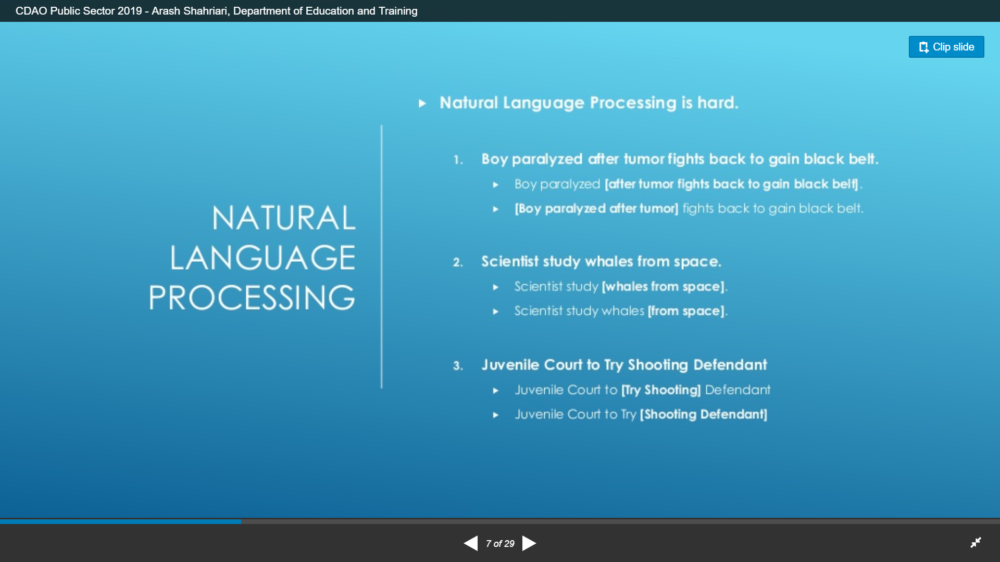 CDAO Public Sector 2019 - Arash Shahriari, Department of Education and Training
Clip slide
NATURAL
LANGUAGE
PROCESSING
Natural Language Processing is hard.
1. Boy paralyzed after tumor fights back to gain black belt.
Boy paralyzed [after tumor fights back to gain black belt].
[Boy paralyzed after tumor] fights back to gain black belt.
2. Scientist study whales from space.
Scientist study [whales from space].
Scientist study whales [from space].
3. Juvenile Court to Try Shooting Defendant
Juvenile Court to [Try Shooting] Defendant
Juvenile Court to Try [Shooting Defendant]
7 of 29